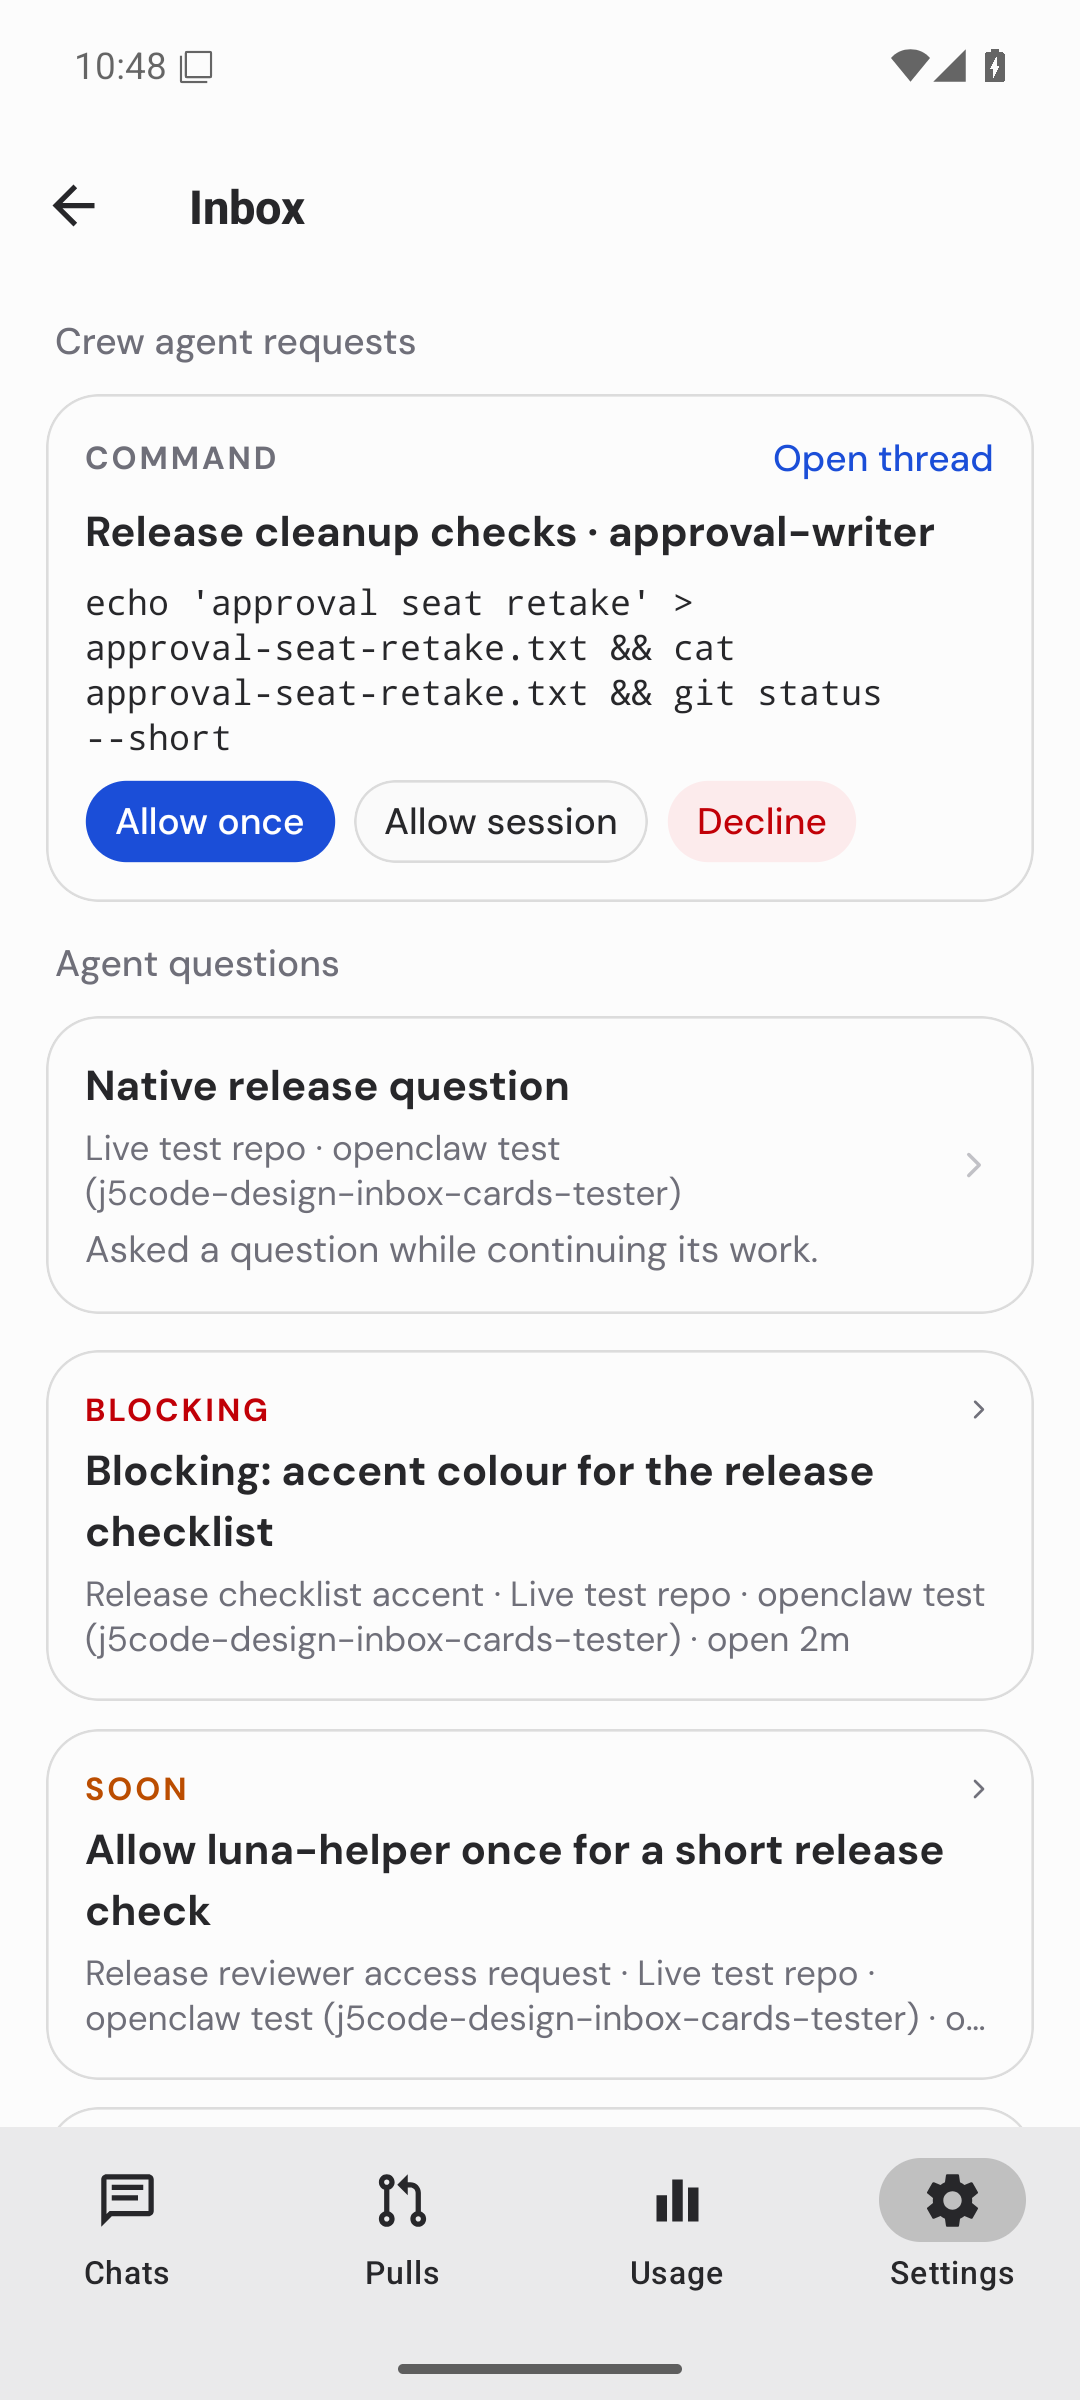 10:48
Inbox
Crew agent requests
COMMAND
Open thread
Release cleanup checks · approval-writer
echo 'approval seat retake' >
approval-seat-retake.txt && cat
approval-seat-retake.txt && git status
--short
Allow once
Allow session
Decline
Agent questions
Native release question
Live test repo · openclaw test
(j5code-design-inbox-cards-tester)
Asked a question while continuing its work.
BLOCKING
Blocking: accent colour for the release
checklist
Release checklist accent · Live test repo · openclaw test
(j5code-design-inbox-cards-tester) · open 2m
SOON
Allow luna-helper once for a short release
check
Release reviewer access request · Live test repo ·
openclaw test (j5code-design-inbox-cards-tester) · o...
Chats
Pulls
Usage
Settings